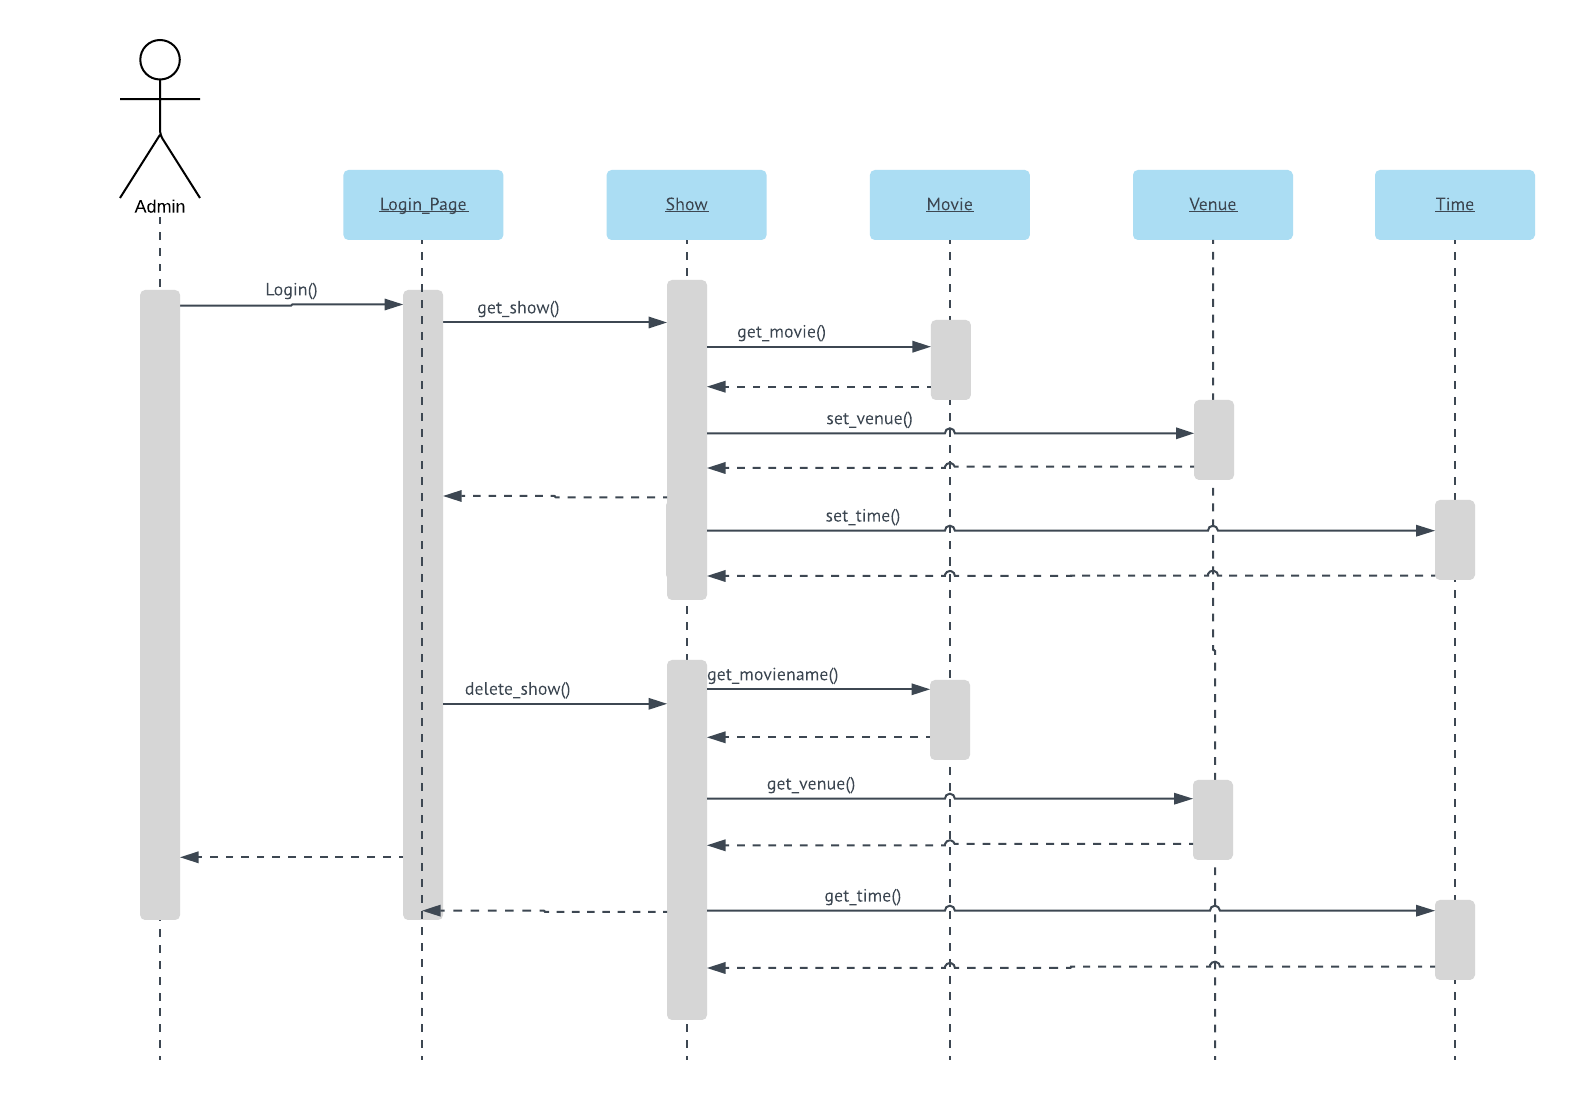 Admin
Login_Page
Show
Movie
Venue
Time
Login()
get_show()
get_movie()
set_venue()
set_time()
get_moviename()
delete_show()
get_venue()
get_time()